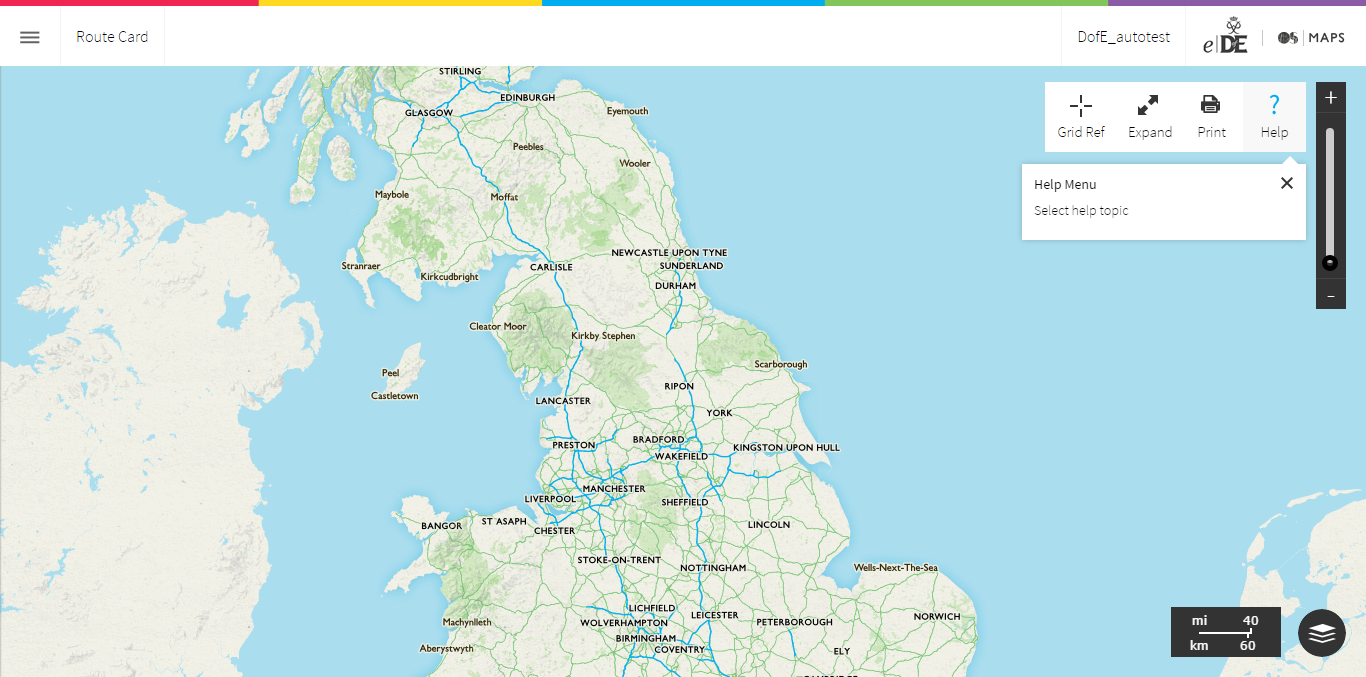 Route Card
DofE_autotest
e|DE
MAPS
Grid Ref
Expand
Print
?
Help
+
Help Menu
Select help topic
-
STIRLING
EDINBURGH
GLASGOW
Eyemouth
Peebles
Wooler
Maybole
Moffat
NEWCASTLE UPON TYNE
Stranraer
CARLISLE
SUNDERLAND
Kirkcudbright
DURHAM
Cleator Moor
Kirkby Stephen
Scarborough
Peel
RIPON
Castletown
LANCASTER
YORK
PRESTON
BRADFORD
KINGSTON UPON HULL
WAKEFIELD
MANCHESTER
LIVERPOOL
SHEFFIELD
BANGOR
ST ASAPH
CHESTER
LINCOLN
STOKE-ON-TRENT
NOTTINGHAM
Wells-Next-The-Sea
LICHFIELD
Machynlleth
WOLVERHAMPTON
LEICESTER
PETERBOROUGH
NORWICH
BIRMINGHAM
Aberystwyth
COVENTRY
ELY
mi 40
km 60